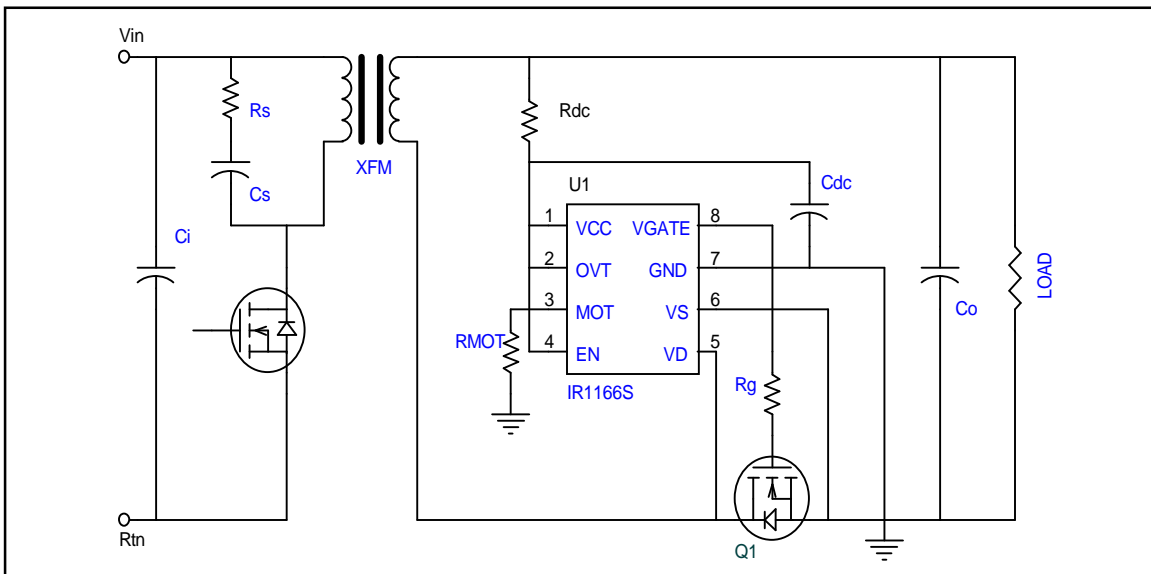 Vin
Rs
Cs
Ci
XFM
Rdc
Cdc
U1
1 VCC VGATE 8
2 OVT GND 7
3 MOT VS 6
4 EN VD 5
RMOT
IR1166S
Rg
Q1
Co
LOAD
Rtn